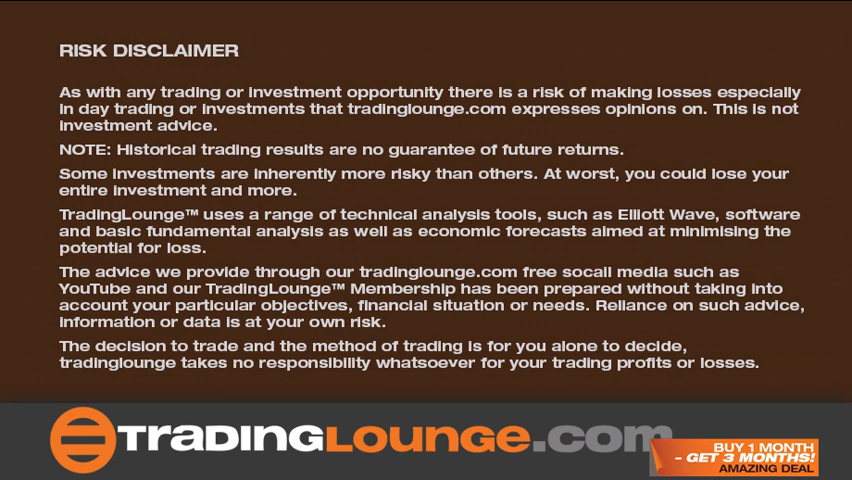 RISK DISCLAIMER
As with any trading or investment opportunity there is a risk of making losses especially
in day trading or investments that tradinglounge.com expresses opinions on. This is not
investment advice.
NOTE: Historical trading results are no guarantee of future returns.
Some investments are inherently more risky than others. At worst, you could lose your
entire investment and more.
TradingLounge™ uses a range of technical analysis tools, such as Elliott Wave, software
and basic fundamental analysis as well as economic forecasts aimed at minimising the
potential for loss.
The advice we provide through our tradinglounge.com free socail media such as
YouTube and our TradingLounge™ Membership has been prepared without taking into
account your particular objectives, financial situation or needs. Reliance on such advice,
information or data is at your own risk.
The decision to trade and the method of trading is for you alone to decide,
tradinglounge takes no responsibility whatsoever for your trading profits or losses.
TRADINGLOUNGE.COM
BUY 1 MONTH
- GET 3 MONTHS!
AMAZING DEAL